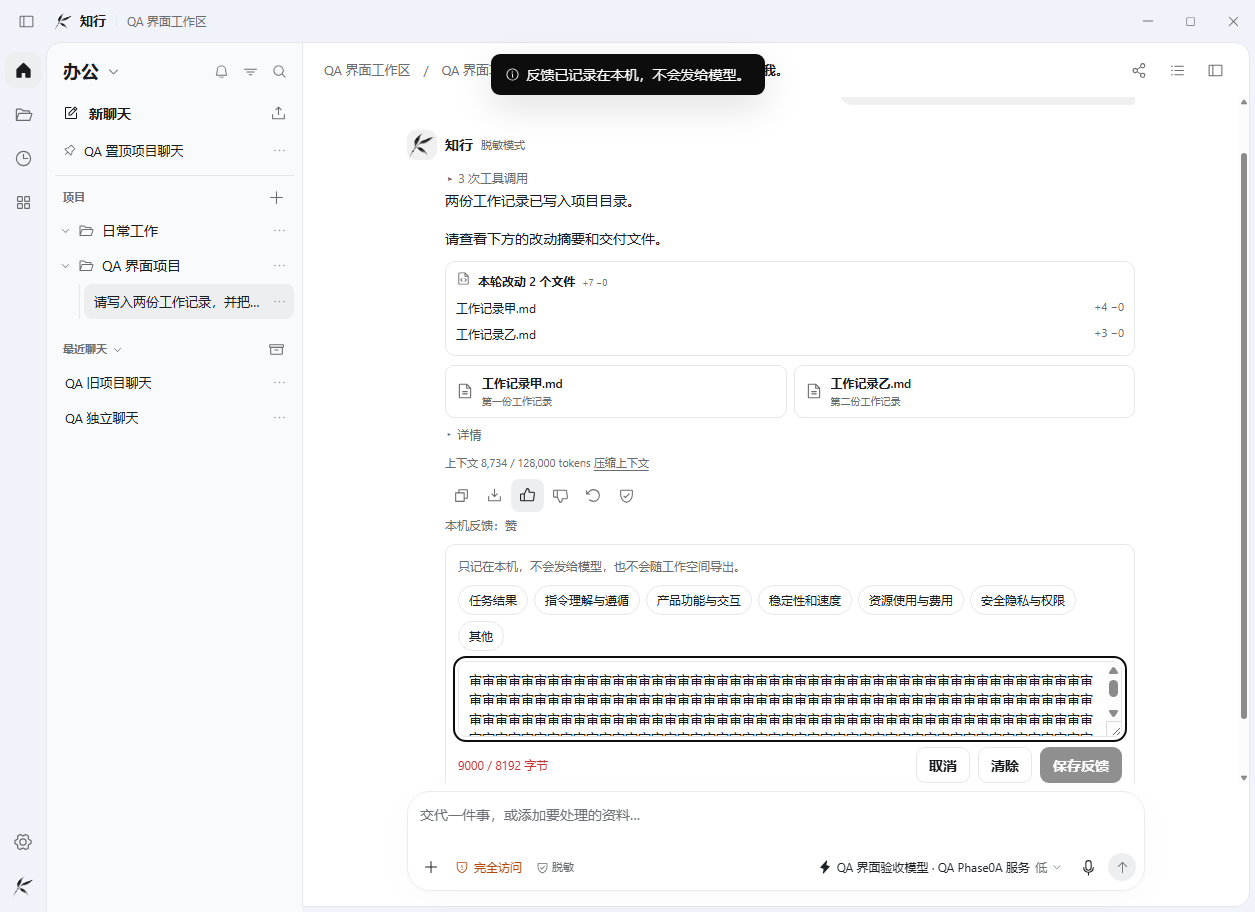 知行 QA 界面工作区
办公
新聊天
QA 置顶项目聊天
项目
日常工作
QA 界面项目
请写入两份工作记录，并把...
最近聊天
QA 旧项目聊天
QA 独立聊天
QA 界面工作区 / QA 界面
反馈已记录在本机，不会发给模型。
我。
知行 脱敏模式
3 次工具调用
两份工作记录已写入项目目录。
请查看下方的改动摘要和交付文件。
本轮改动 2 个文件 +7 −0
工作记录甲.md +4 −0
工作记录乙.md +3 −0
工作记录甲.md
第一份工作记录
工作记录乙.md
第二份工作记录
详情
上下文 8,734 / 128,000 tokens 压缩上下文
本机反馈：赞
只记在本机，不会发给模型，也不会随工作空间导出。
任务结果 指令理解与遵循 产品功能与交互 稳定性和速度 资源使用与费用 安全隐私与权限
其他
审审审审审审审审审审审审审审审审审审审审审审审审审审审审审审审审审审审审审审审审审审审审审审审审
审审审审审审审审审审审审审审审审审审审审审审审审审审审审审审审审审审审审审审审审审审审审审审审审
审审审审审审审审审审审审审审审审审审审审审审审审审审审审审审审审审审审审审审审审审审审审审审审
9000 / 8192 字节 取消 清除 保存反馈
交代一件事，或添加要处理的资料...
完全访问 脱敏 QA 界面验收模型 · QA Phase0A 服务 低